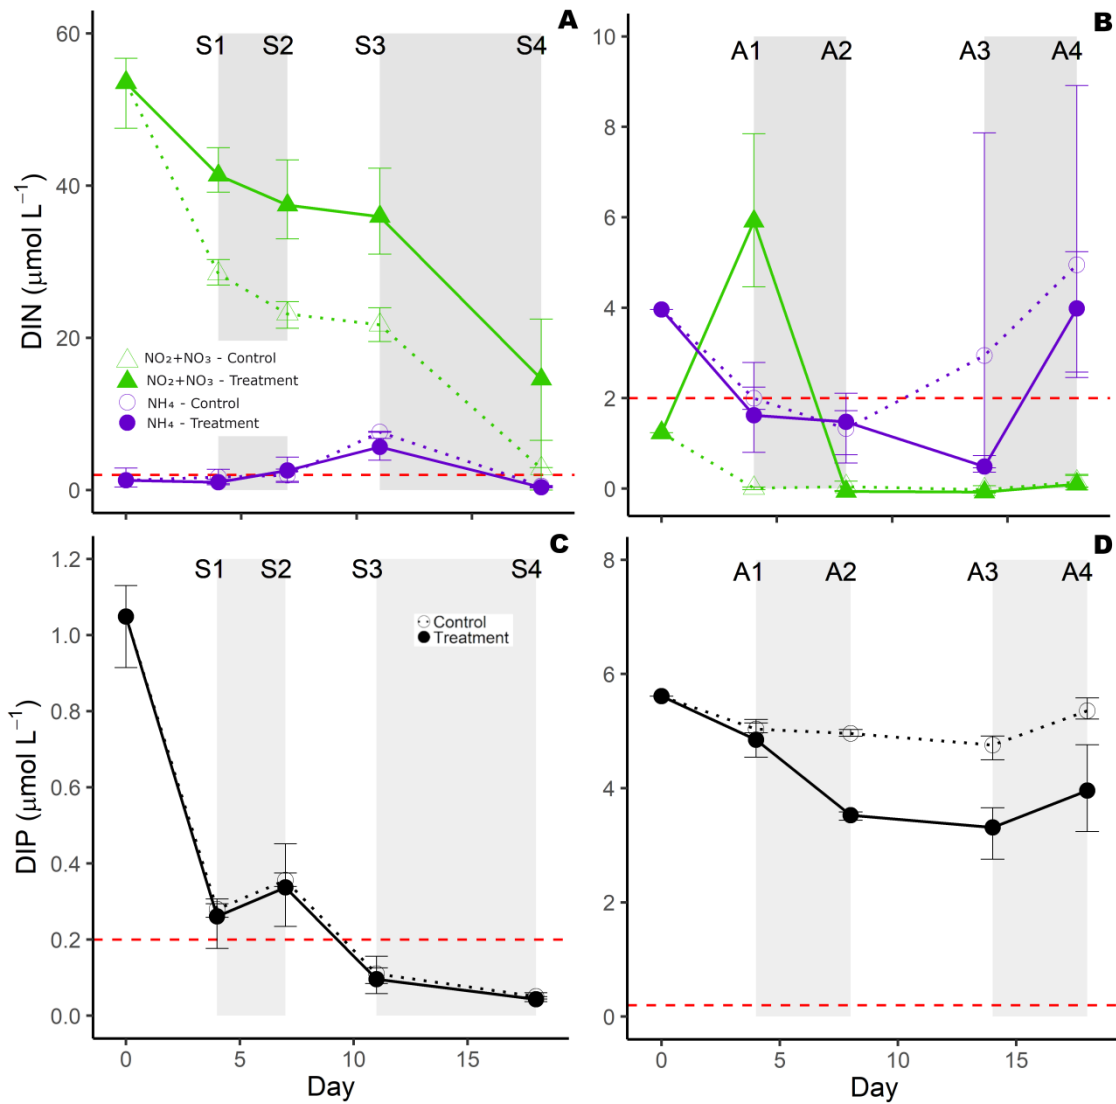 A
B
S1 S2 S3 S4
A1 A2 A3 A4
60
40
20
0
10
8
6
4
2
0
DIN (μmol L⁻¹)
NO₂+NO₃ - Control
NO₂+NO₃ - Treatment
NH₄ - Control
NH₄ - Treatment
C
D
S1 S2 S3 S4
A1 A2 A3 A4
1.2
1.0
0.8
0.6
0.4
0.2
0.0
8
6
4
2
0
DIP (μmol L⁻¹)
Control
Treatment
0 5 10 15
0 5 10 15
Day
Day